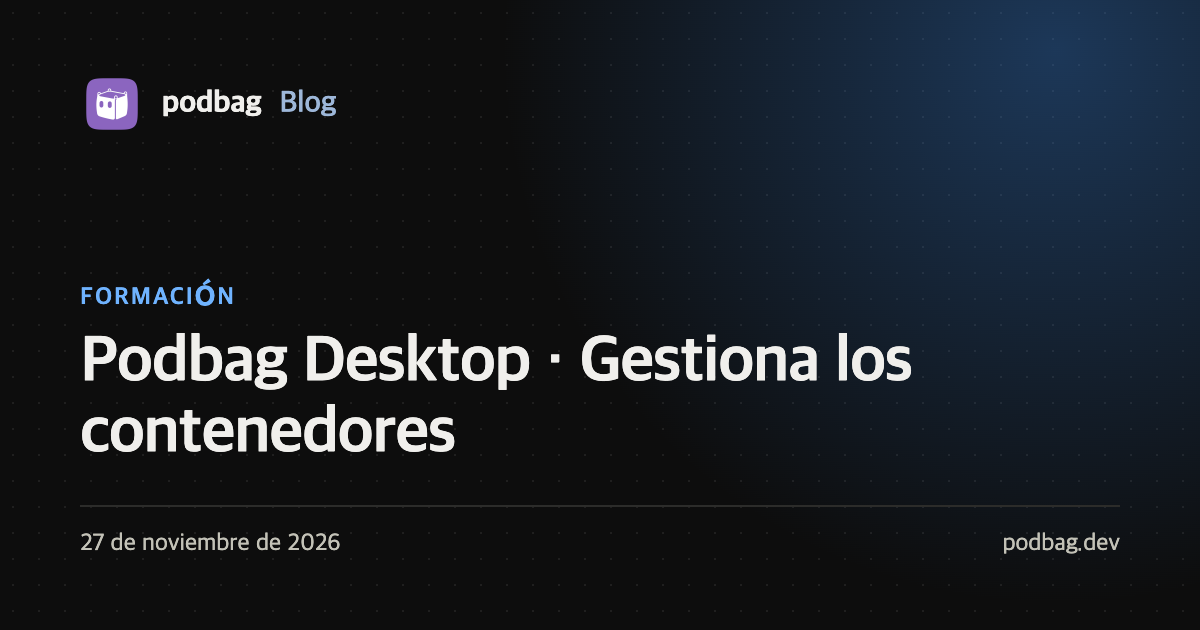 podbag Blog
FORMACIÓN
Podbag Desktop · Gestiona los
contenedores
27 de noviembre de 2026
podbag.dev